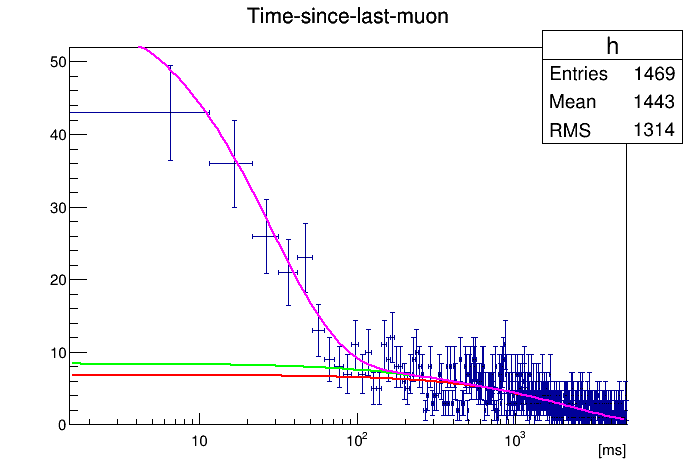 Time-since-last-muon
h
Entries 1469
Mean 1443
RMS 1314
50
40
30
20
10
0
10 10² 10³
[ms]